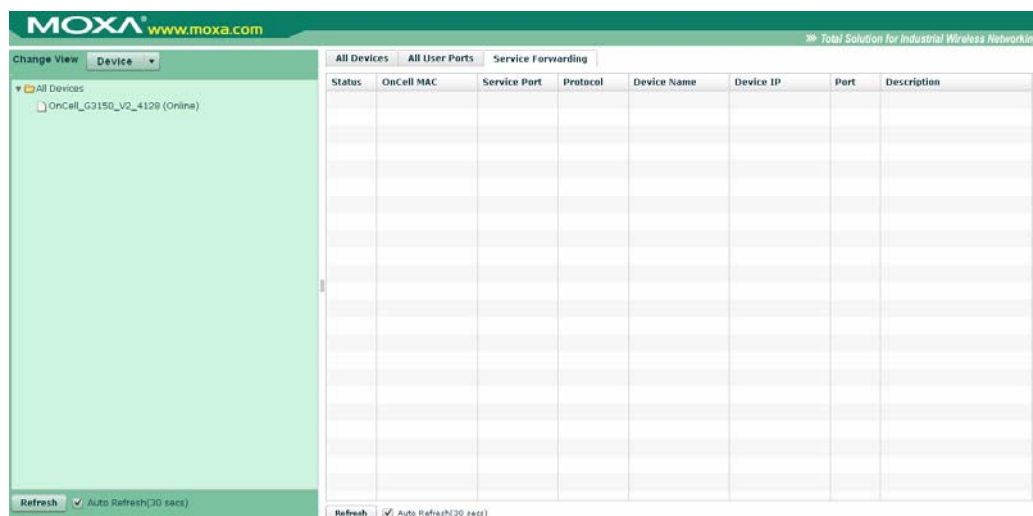 MOXA® www.moxa.com
Total Solution for Industrial Wireless Networkin
Change View Device
All Devices
OnCell_G3150_V2_4128 (Online)
Refresh Auto Refresh(30 secs)
All Devices All User Ports Service Forwarding
Status OnCell MAC Service Port Protocol Device Name Device IP Port Description
Refresh Auto Refresh(30 secs)